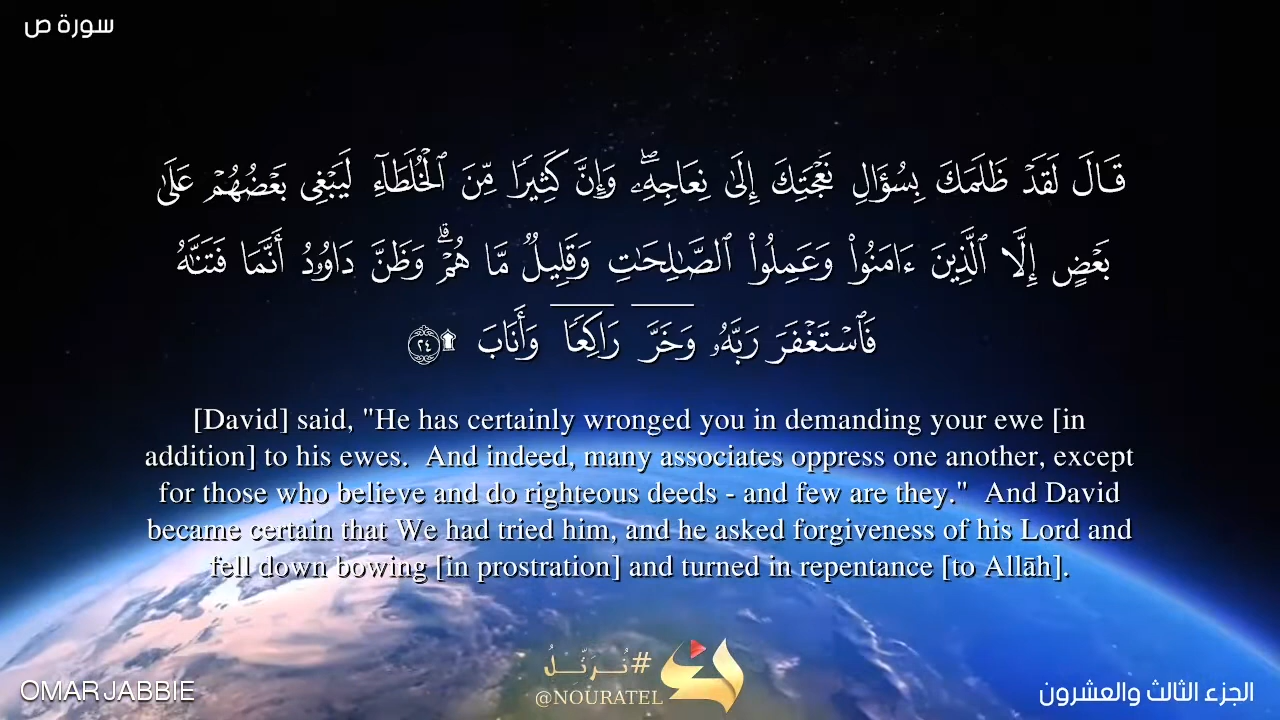 سورة ص
قَالَ لَقَدْ ظَلَمَكَ بِسُؤَالِ نَعْجَتِكَ إِلَىٰ نِعَاجِهِۦۖ وَإِنَّ كَثِيرًا مِّنَ ٱلْخُلَطَآءِ لَيَبْغِى بَعْضُهُمْ عَلَىٰ
بَعْضٍ إِلَّا ٱلَّذِينَ ءَامَنُوا۟ وَعَمِلُوا۟ ٱلصَّـٰلِحَـٰتِ وَقَلِيلٌ مَّا هُمْۗ وَظَنَّ دَاوُۥدُ أَنَّمَا فَتَنَّـٰهُ
فَٱسْتَغْفَرَ رَبَّهُۥ وَخَرَّ رَاكِعًا وَأَنَابَ ۩ ٢٤
[David] said, "He has certainly wronged you in demanding your ewe [in
addition] to his ewes.  And indeed, many associates oppress one another, except
for those who believe and do righteous deeds - and few are they."  And David
became certain that We had tried him, and he asked forgiveness of his Lord and
fell down bowing [in prostration] and turned in repentance [to Allāh].
#نُرَتِّلُ
@NOURATEL
OMAR JABBIE
الجزء الثالث والعشرون